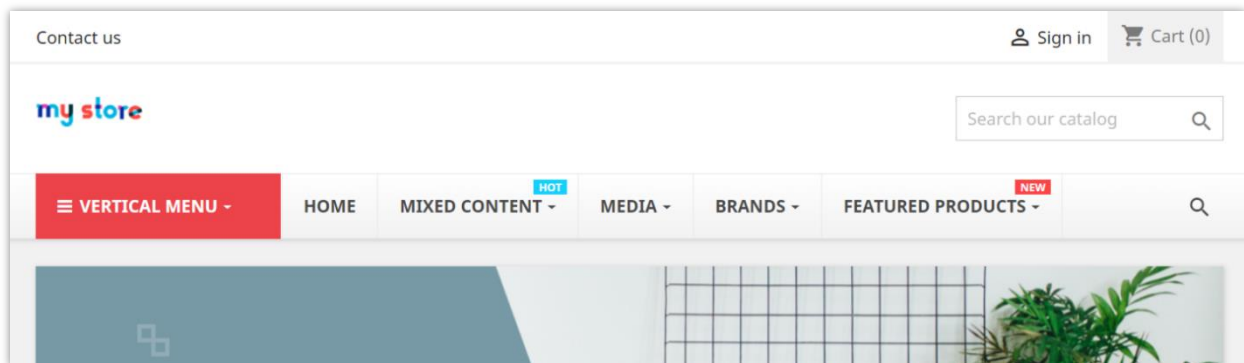 Contact us
Sign in
Cart (0)
my store
Search our catalog
HOT
NEW
VERTICAL MENU
HOME
MIXED CONTENT
MEDIA
BRANDS
FEATURED PRODUCTS